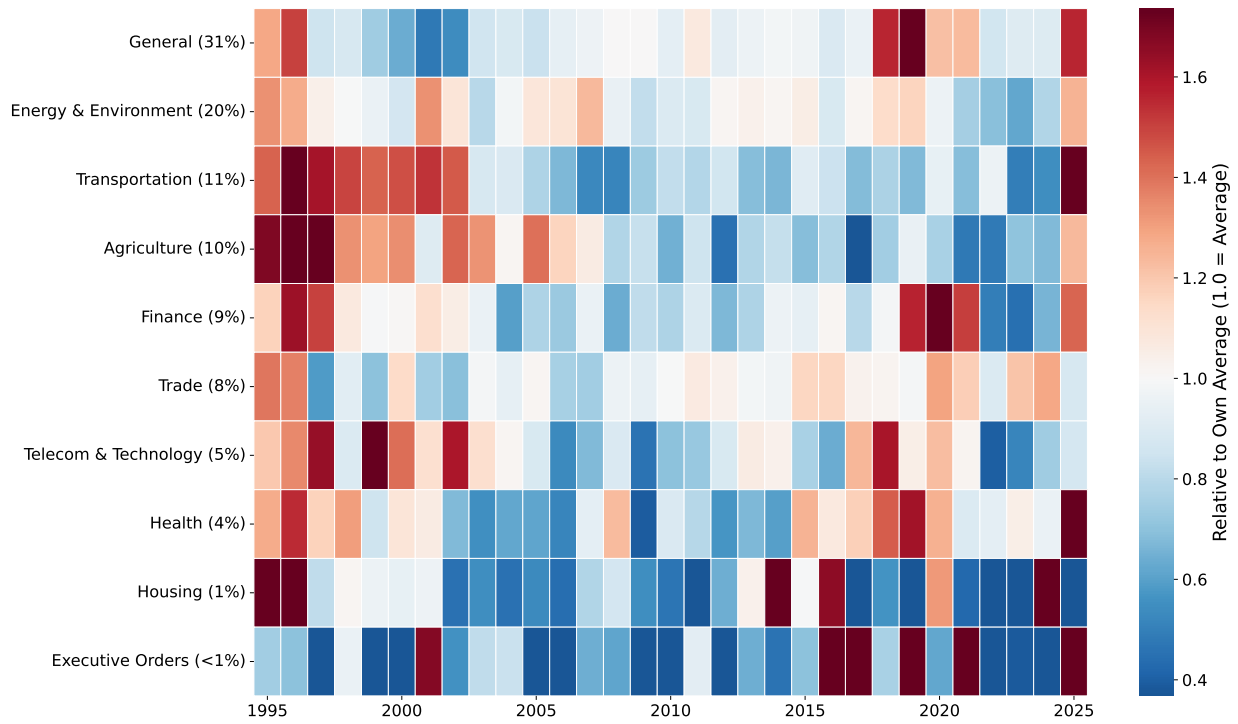 General (31%)
Energy & Environment (20%)
Transportation (11%)
Agriculture (10%)
Finance (9%)
Trade (8%)
Telecom & Technology (5%)
Health (4%)
Housing (1%)
Executive Orders (<1%)
1995 2000 2005 2010 2015 2020 2025
1.6
1.4
1.2
1.0
0.8
0.6
0.4
Relative to Own Average (1.0 = Average)